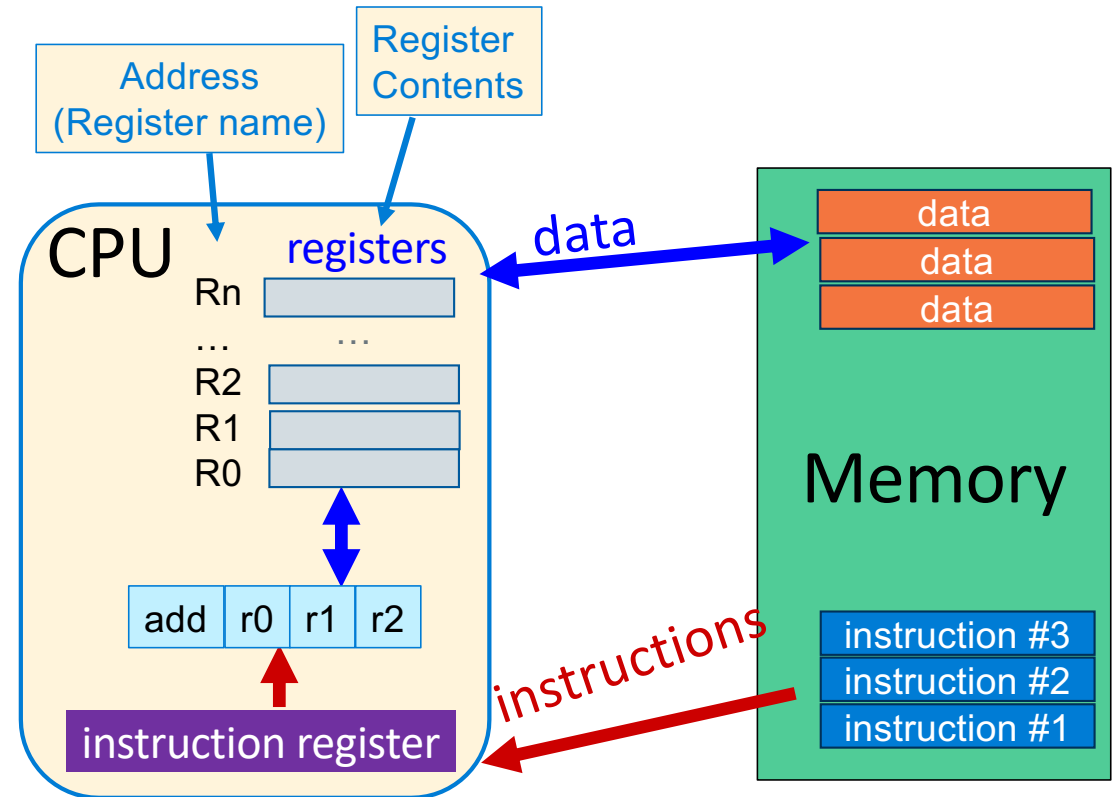 Address
(Register name)
Register
Contents
CPU
registers
Rn
…
…
R2
R1
R0
add r0 r1 r2
instruction register
data
instructions
data
data
data
Memory
instruction #3
instruction #2
instruction #1